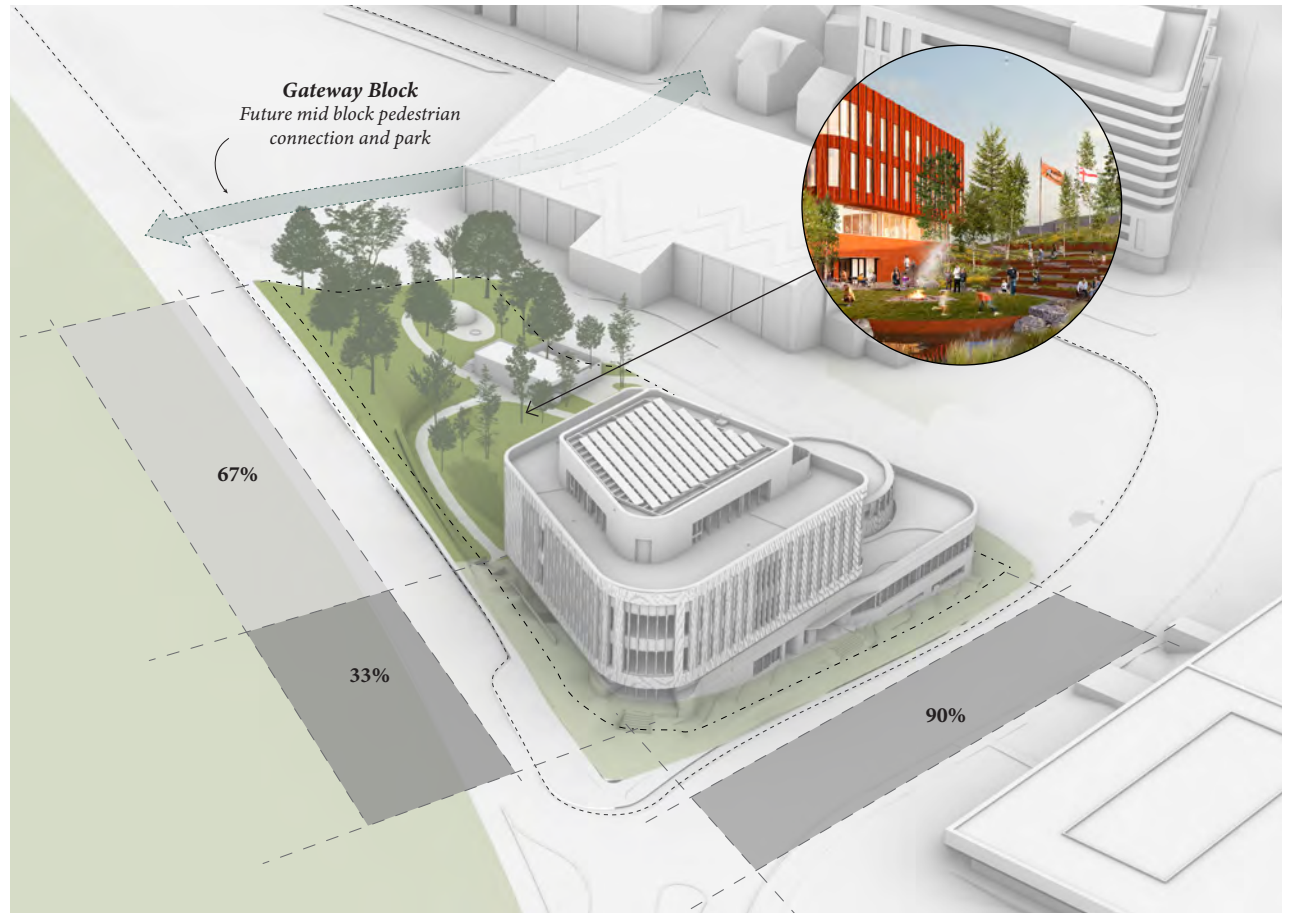 Gateway Block
Future mid block pedestrian
connection and park
67%
33%
90%